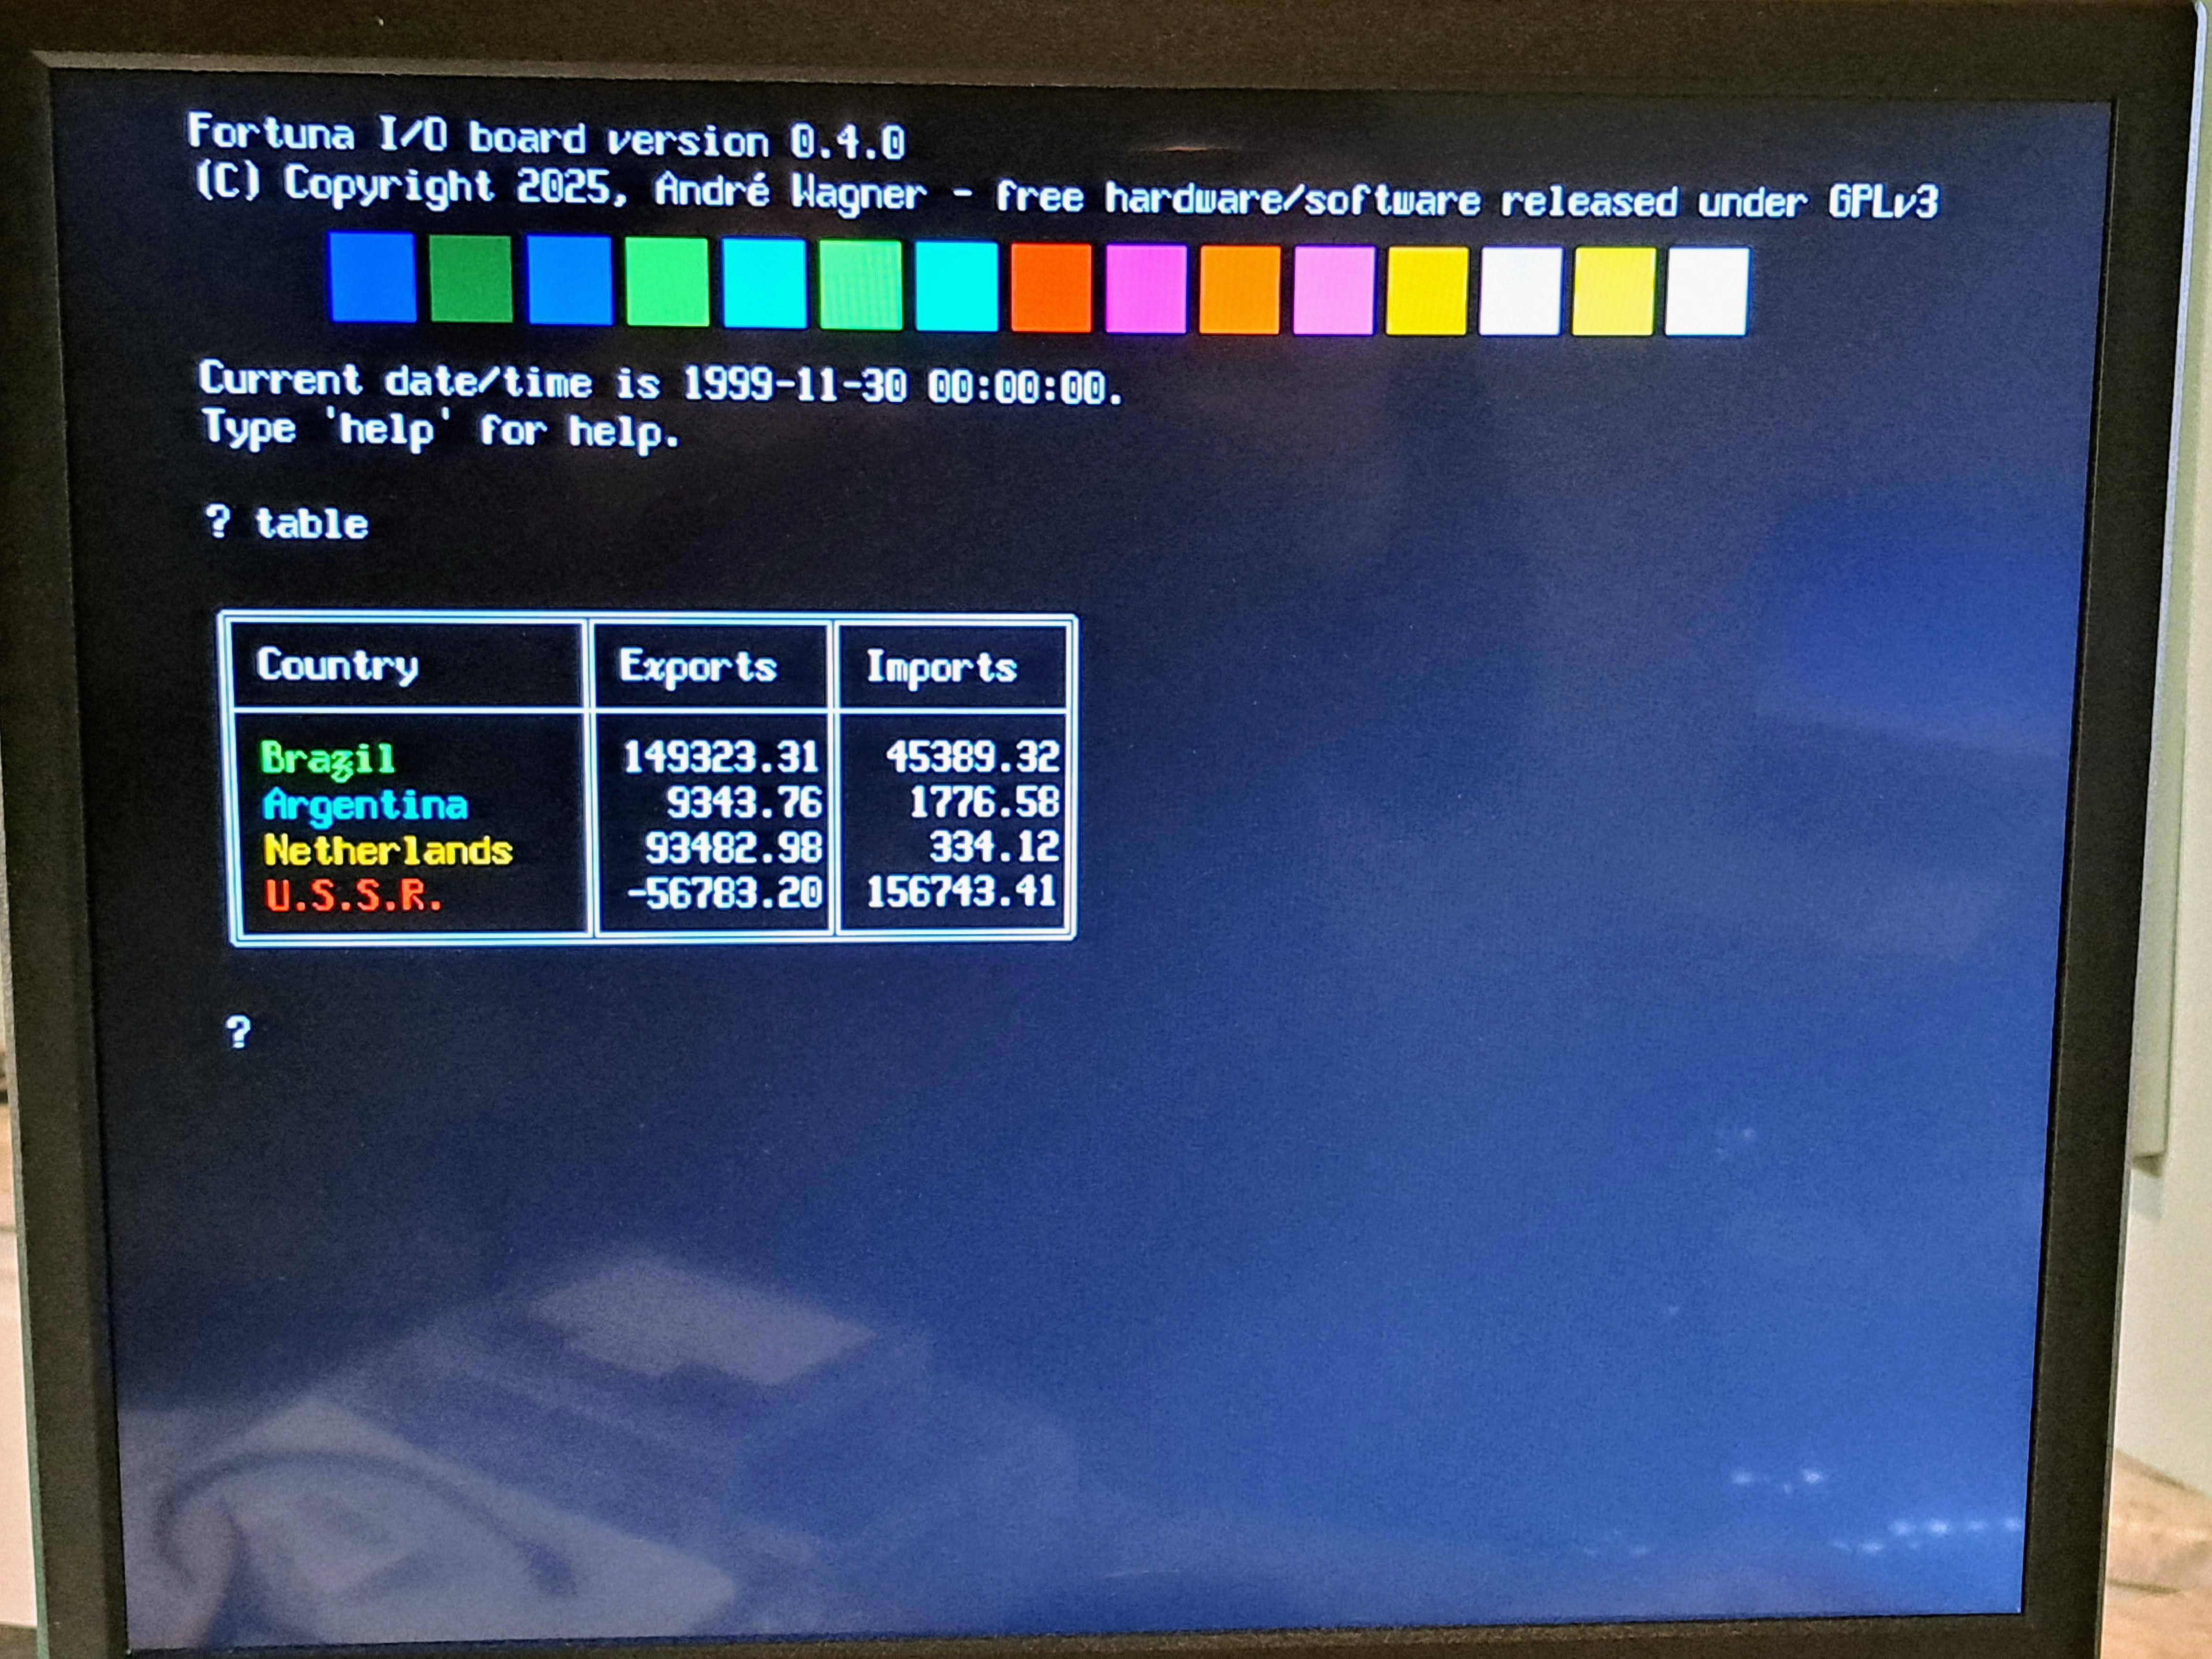 Fortuna I/O board version 0.4.0
(C) Copyright 2025, André Wagner - free hardware/software released under GPLv3
Current date/time is 1999-11-30 00:00:00.
Type 'help' for help.
? table
Country Exports Imports
Brazil 149323.31 45389.32
Argentina 9343.76 1776.58
Netherlands 93482.98 334.12
U.S.S.R. -56783.20 156743.41
?